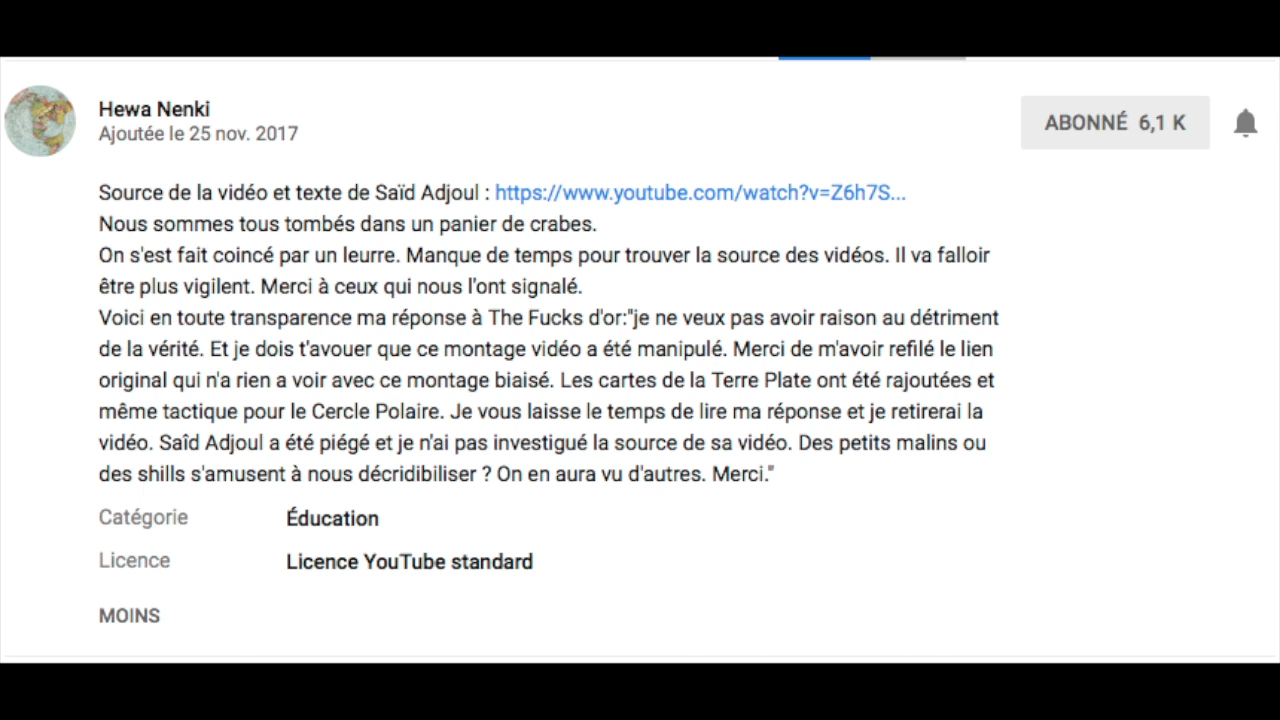 Hewa Nenki
Ajoutée le 25 nov. 2017
ABONNÉ 6,1 K
Source de la vidéo et texte de Saïd Adjoul : https://www.youtube.com/watch?v=Z6h7S...
Nous sommes tous tombés dans un panier de crabes.
On s'est fait coincé par un leurre. Manque de temps pour trouver la source des vidéos. Il va falloir
être plus vigilent. Merci à ceux qui nous l'ont signalé.
Voici en toute transparence ma réponse à The Fucks d'or:"je ne veux pas avoir raison au détriment
de la vérité. Et je dois t'avouer que ce montage vidéo a été manipulé. Merci de m'avoir refilé le lien
original qui n'a rien a voir avec ce montage biaisé. Les cartes de la Terre Plate ont été rajoutées et
même tactique pour le Cercle Polaire. Je vous laisse le temps de lire ma réponse et je retirerai la
vidéo. Saîd Adjoul a été piégé et je n'ai pas investigué la source de sa vidéo. Des petits malins ou
des shills s'amusent à nous décridibiliser ? On en aura vu d'autres. Merci."
Catégorie Éducation
Licence Licence YouTube standard
MOINS